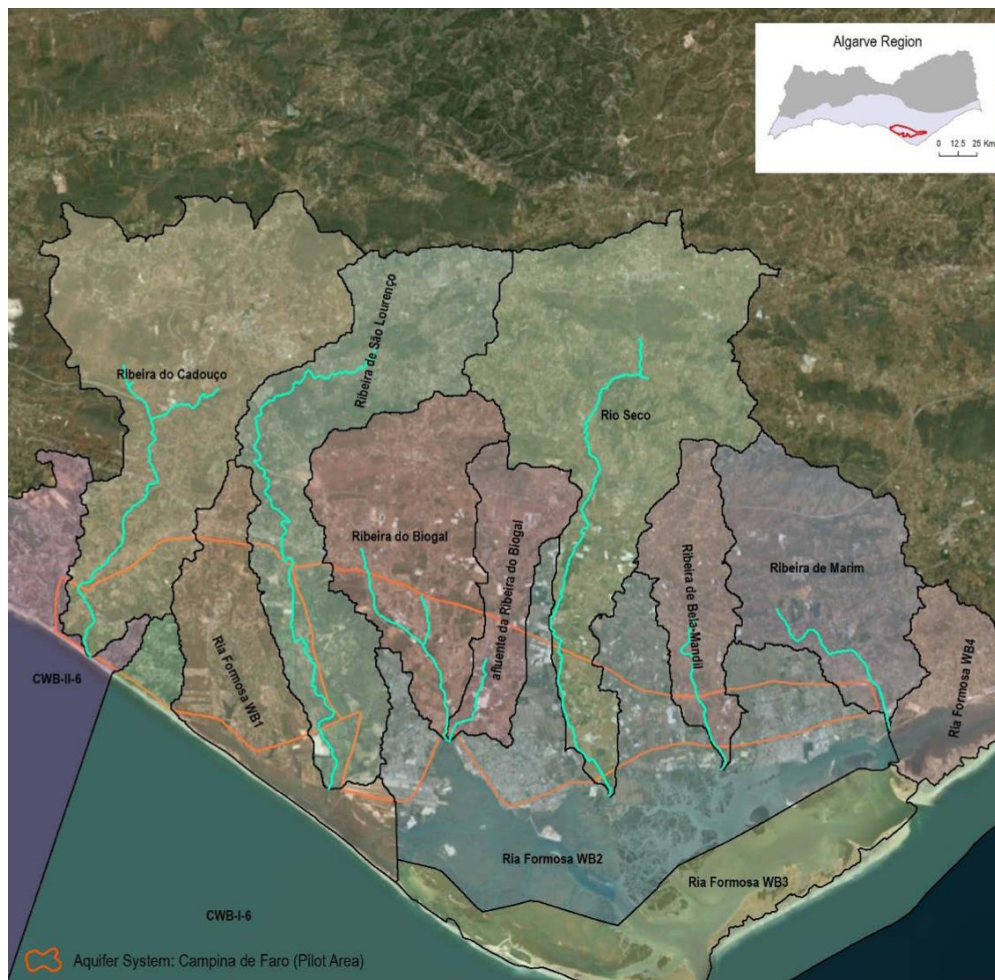 Algarve Region
0 12.5 25 Km
Ribeira de São Lourenço
Ribeira do Cadouço
Rio Seco
Ribeira do Biogal
afluente da Ribeira do Biogal
Ribeira de Bela-Mandil
Ribeira de Marim
Ria Formosa WB1
Ria Formosa WB4
CWB-II-6
Ria Formosa WB2
Ria Formosa WB3
CWB-I-6
Aquifer System: Campina de Faro (Pilot Area)